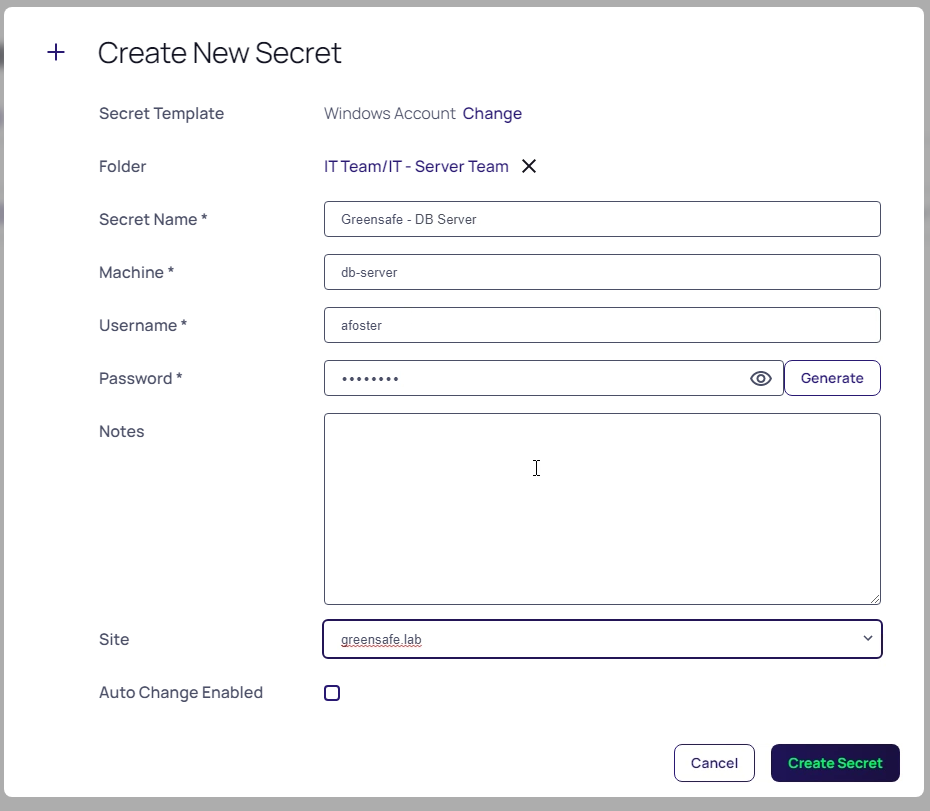 Create New Secret
Secret Template Windows Account Change
Folder IT Team/IT - Server Team
Secret Name * Greensafe - DB Server
Machine * db-server
Username * afoster
Password * •••••••• Generate
Notes
Site greensafe.lab
Auto Change Enabled
Cancel Create Secret